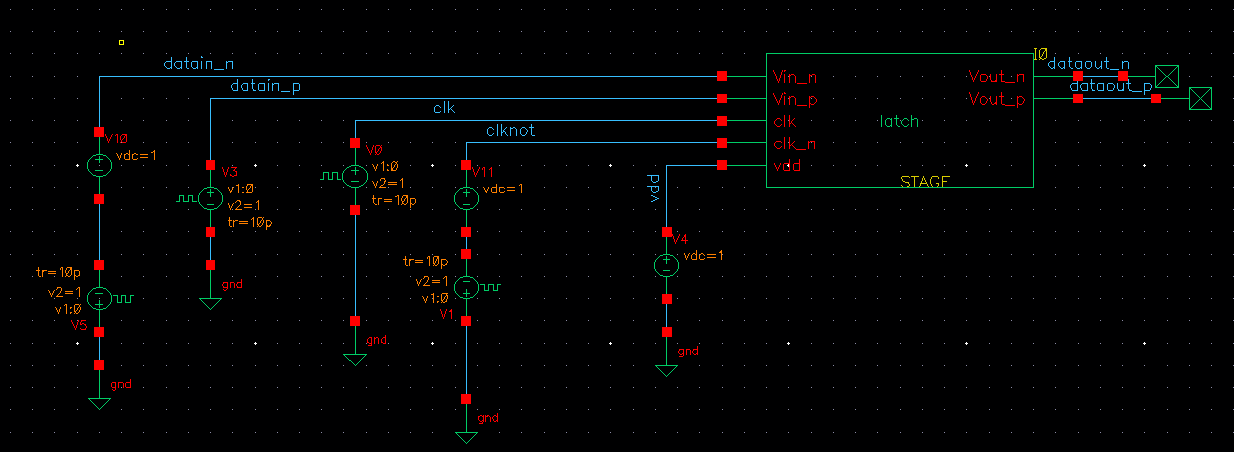 datain_n
datain_p
clk
clknot
vdd
V10
vdc=1
V3
v1:0
v2=1
tr=10p
gnd
V0
v1:0
v2=1
tr=10p
gnd
V11
vdc=1
tr=10p
v2=1
v1:0
V1
gnd
tr=10p
v2=1
v1:0
V5
gnd
V4
vdc=1
gnd
I0
Vin_n
Vin_p
clk
clk_n
vdd
Vout_n
Vout_p
latch
STAGE
dataout_n
dataout_p